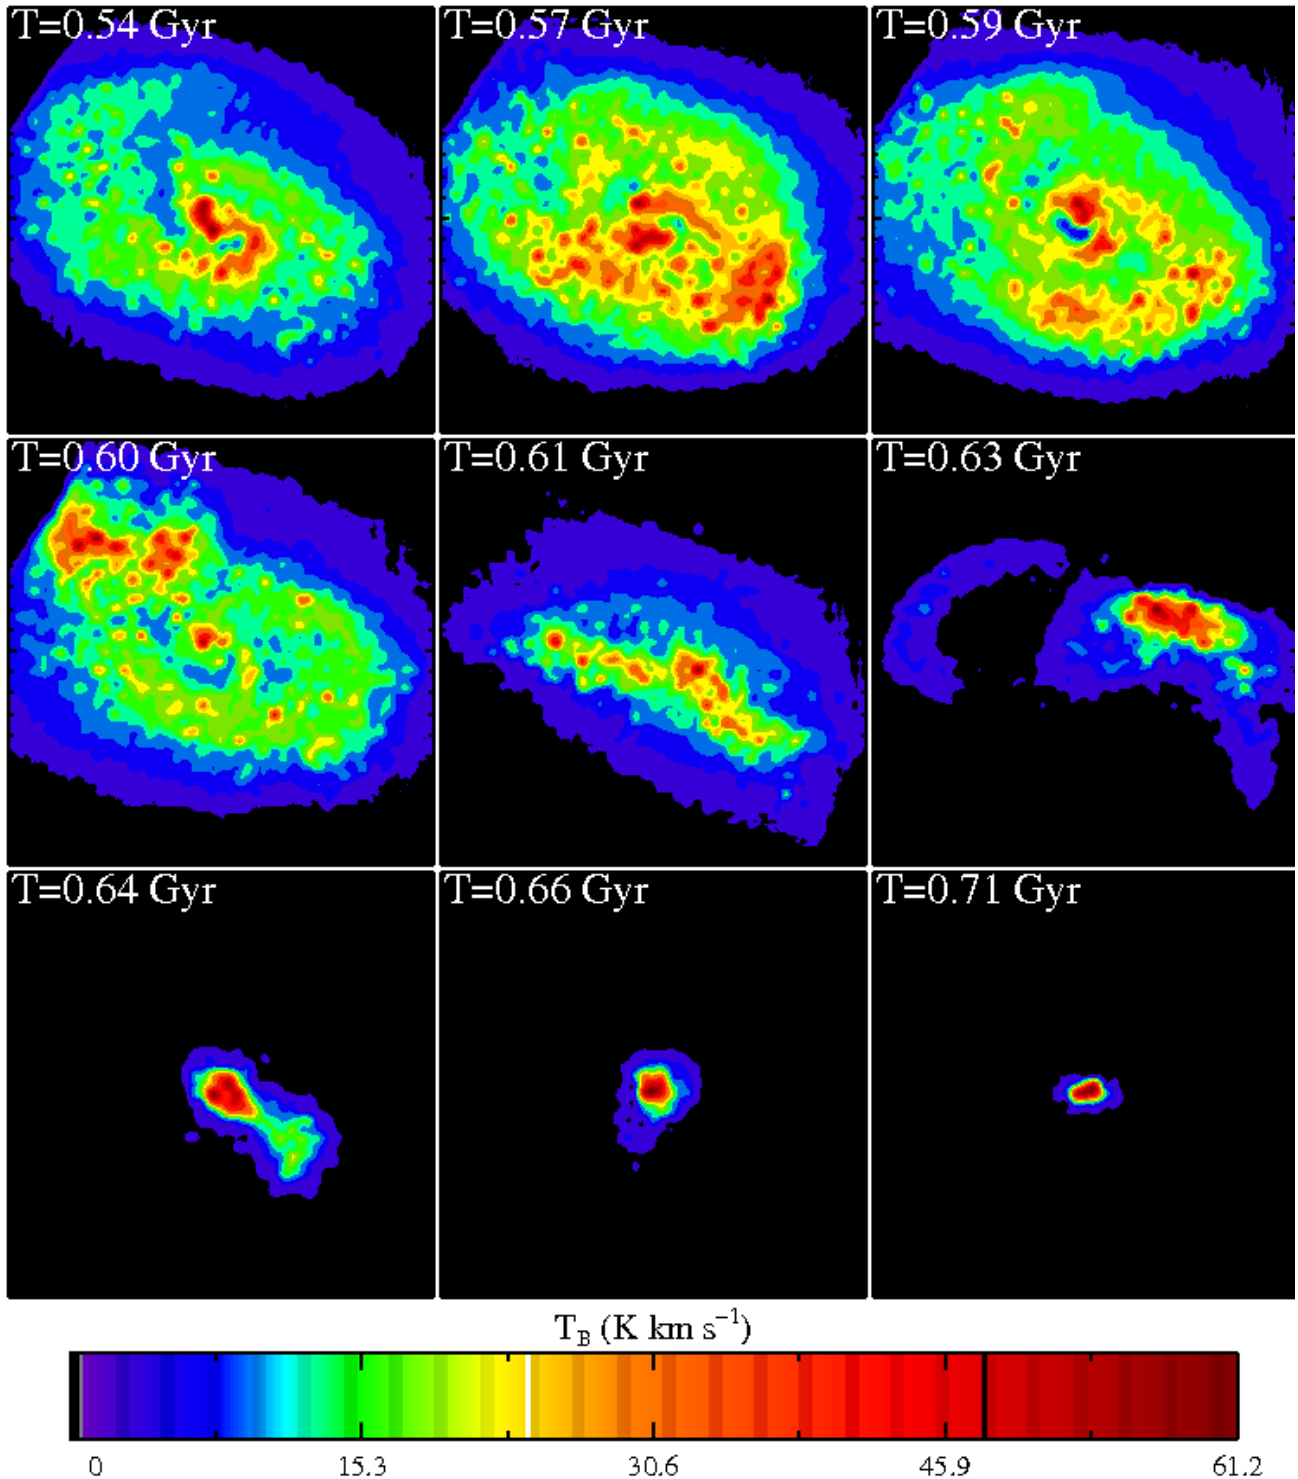 T=0.54 Gyr
T=0.57 Gyr
T=0.59 Gyr
T=0.60 Gyr
T=0.61 Gyr
T=0.63 Gyr
T=0.64 Gyr
T=0.66 Gyr
T=0.71 Gyr
T_B (K km s⁻¹)
0 15.3 30.6 45.9 61.2